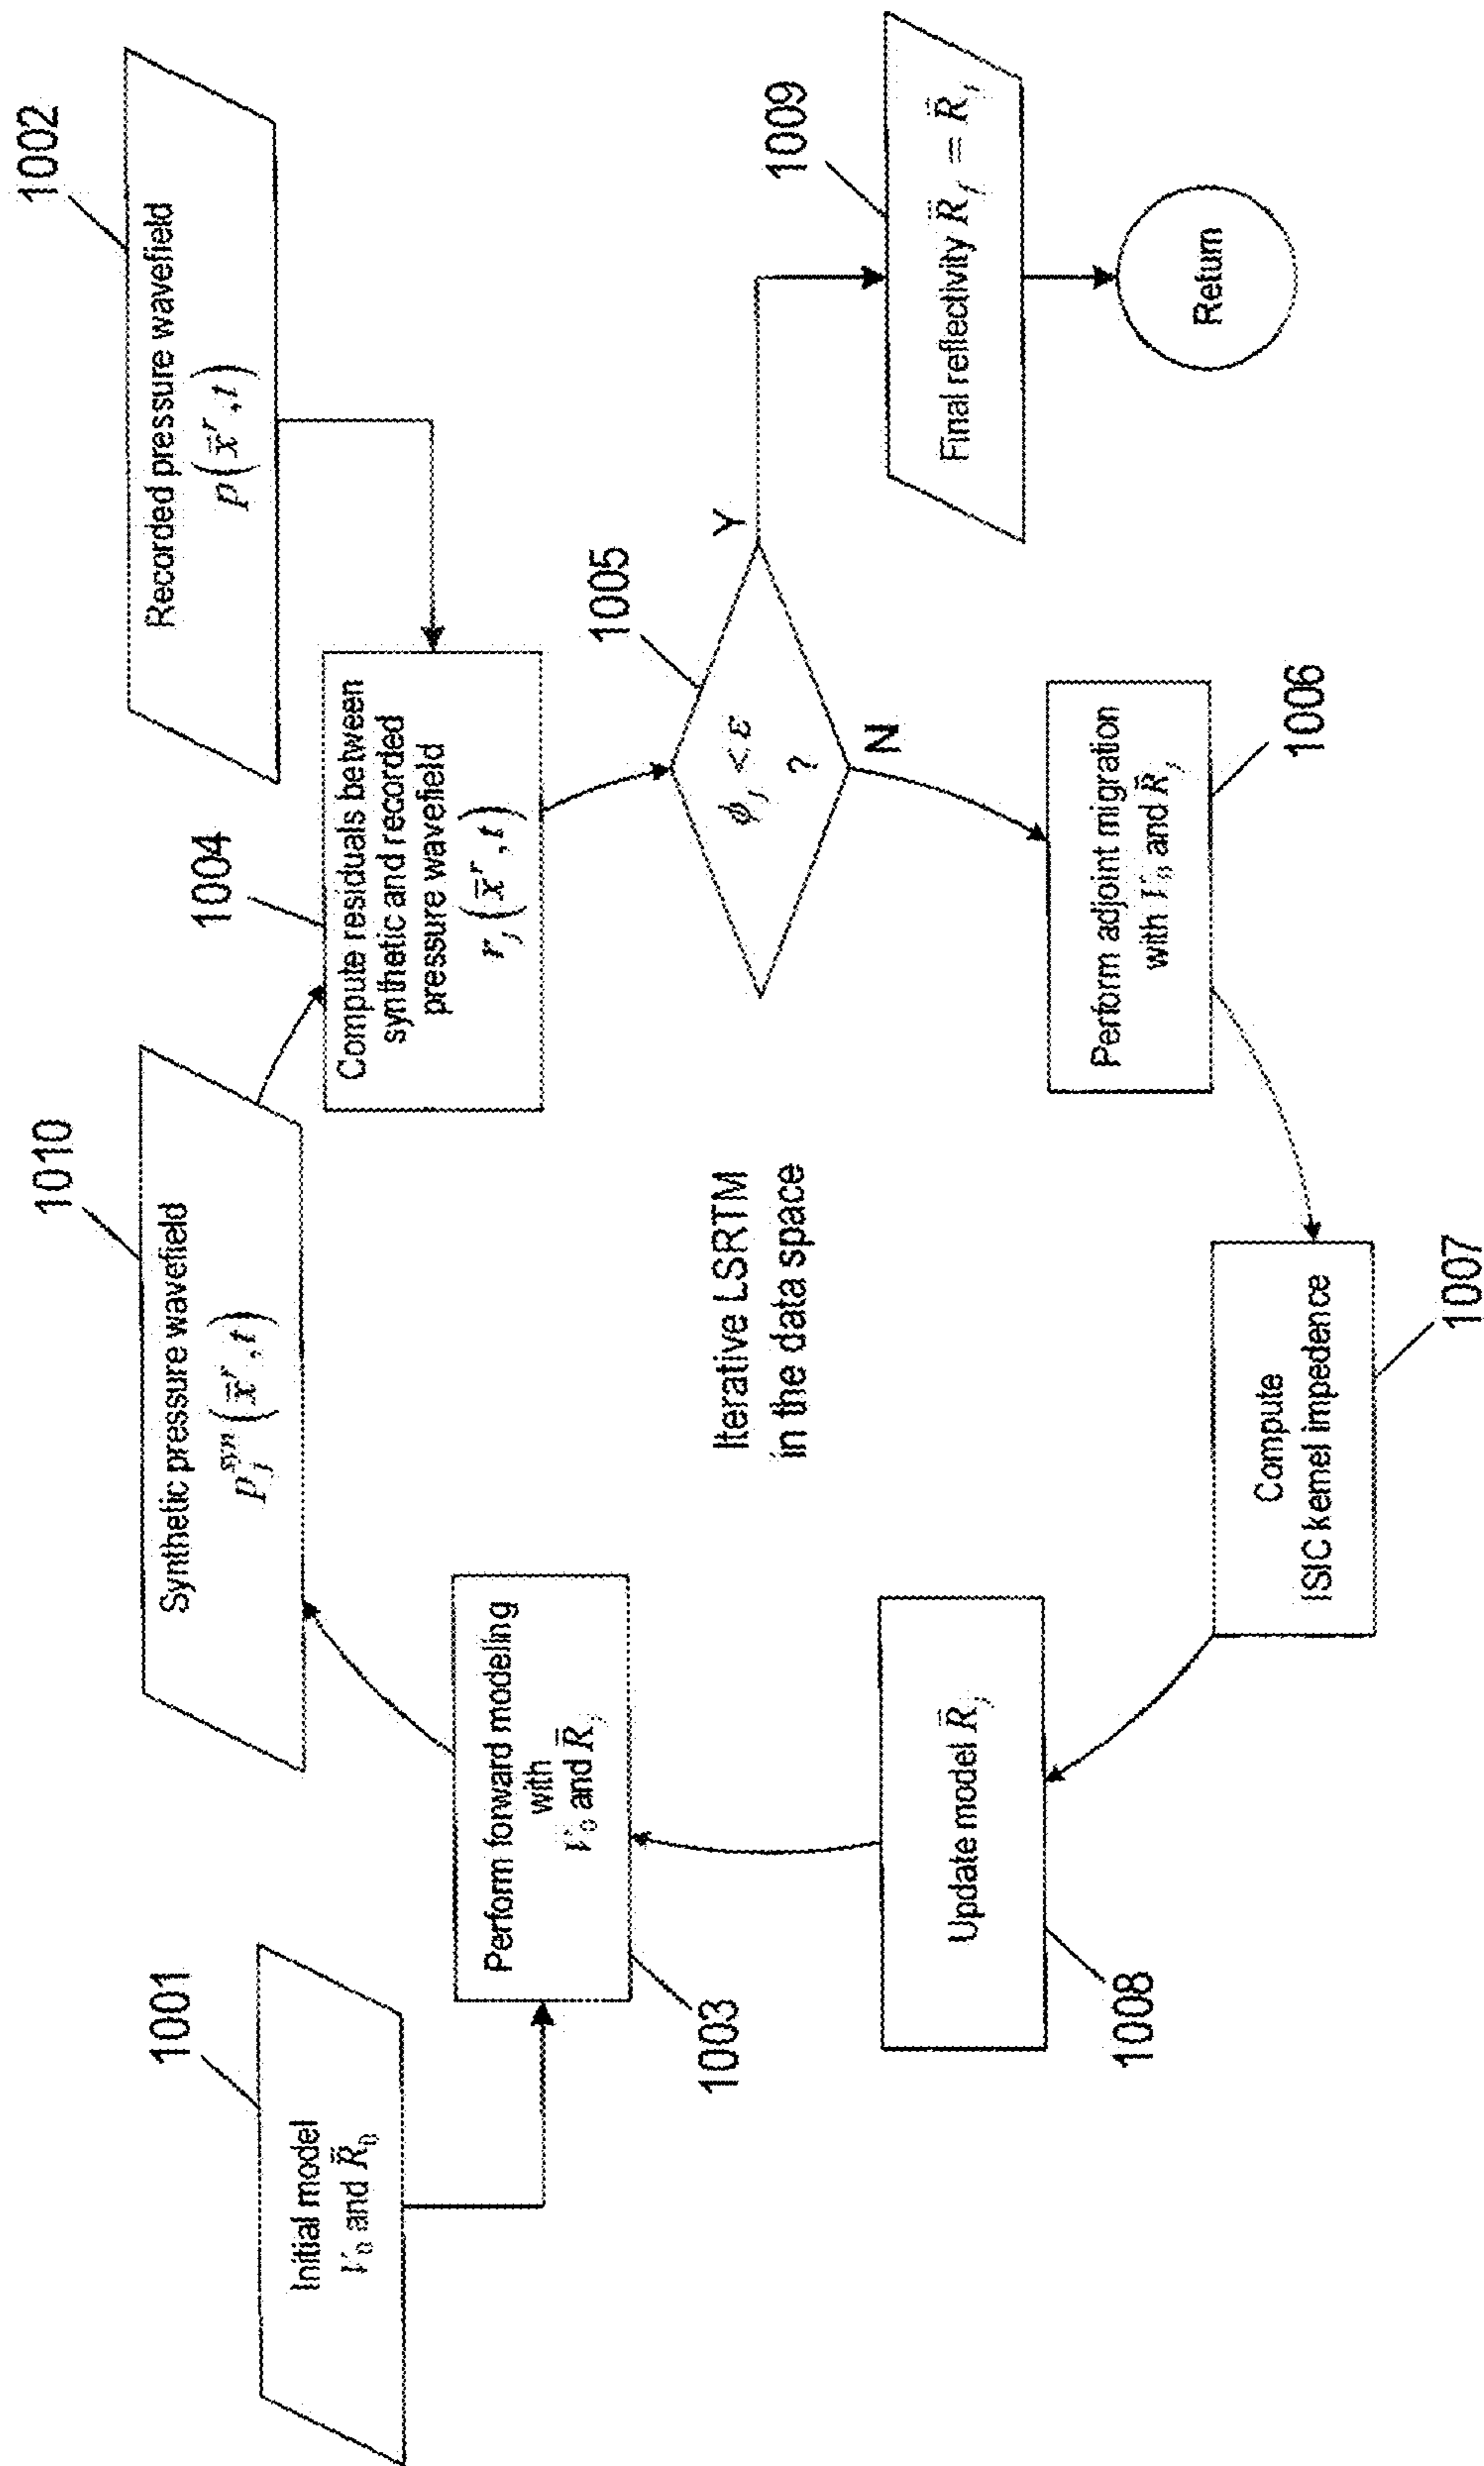 1001
Initial model
V₀ and R̄₀
1010
Synthetic pressure wavefield
pⱼˢʸⁿ(x̄ʳ,t)
1002
Recorded pressure wavefield
p(x̄ʳ,t)
Perform forward modeling
with
V₀ and R̄ⱼ
1003
1004
Compute residuals between
synthetic and recorded
pressure wavefield
rⱼ(x̄ʳ,t)
Iterative LSRTM
in the data space
1005
ϕⱼ < ε
?
Y
N
1009
Final reflectivity R̄_f = R̄ⱼ
Return
Update model R̄ⱼ
1008
Perform adjoint migration
with V₀ and R̄ⱼ
1006
Compute
ISIC kernel impedence
1007